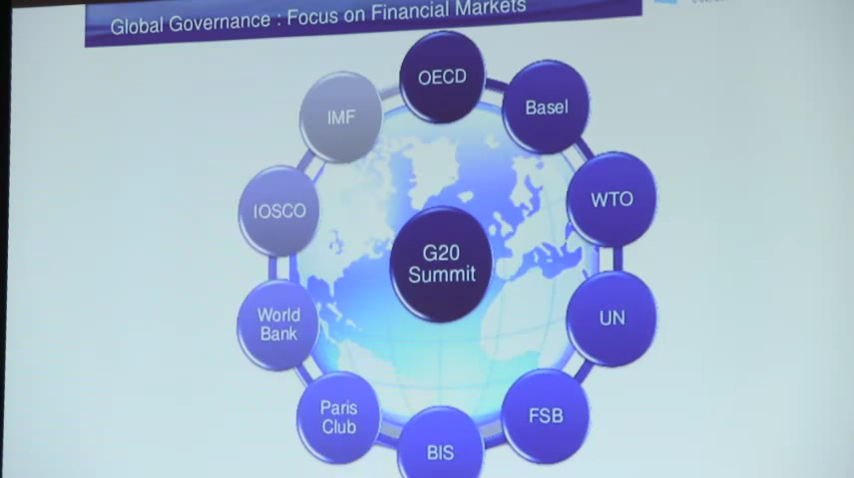 Global Governance : Focus on Financial Markets
OECD
Basel
WTO
UN
FSB
BIS
Paris
Club
World
Bank
IOSCO
IMF
G20
Summit